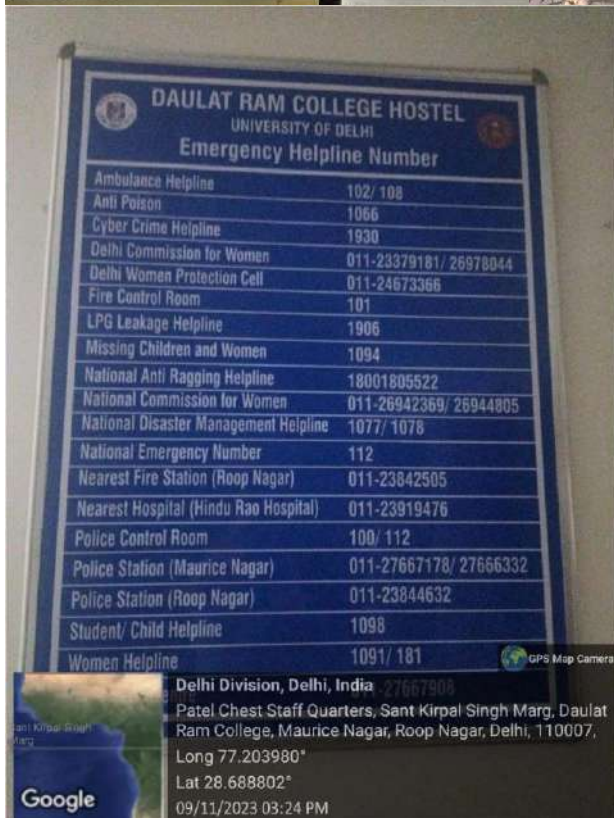 DAULAT RAM COLLEGE HOSTEL
UNIVERSITY OF DELHI
Emergency Helpline Number
Ambulance Helpline 102/ 108
Anti Poison 1066
Cyber Crime Helpline 1930
Delhi Commission for Women 011-23379181/ 26978044
Delhi Women Protection Cell 011-24673366
Fire Control Room 101
LPG Leakage Helpline 1906
Missing Children and Women 1094
National Anti Ragging Helpline 18001805522
National Commission for Women 011-26942369/ 26944805
National Disaster Management Helpline 1077/ 1078
National Emergency Number 112
Nearest Fire Station (Roop Nagar) 011-23842505
Nearest Hospital (Hindu Rao Hospital) 011-23919476
Police Control Room 100/ 112
Police Station (Maurice Nagar) 011-27667178/ 27666332
Police Station (Roop Nagar) 011-23844632
Student/ Child Helpline 1098
Women Helpline 1091/ 181
011-27667908
GPS Map Camera
Delhi Division, Delhi, India
Patel Chest Staff Quarters, Sant Kirpal Singh Marg, Daulat
Ram College, Maurice Nagar, Roop Nagar, Delhi, 110007,
Long 77.203980°
Lat 28.688802°
09/11/2023 03:24 PM
Sant Kirpal Singh
Marg
Google